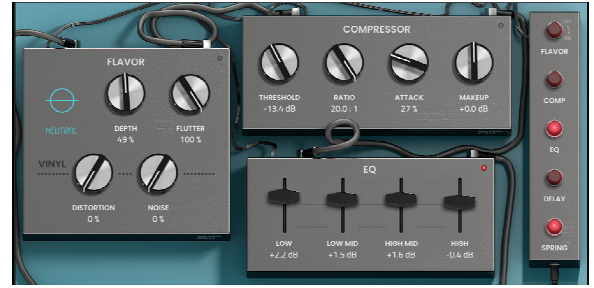 FLAVOR
NEUTRAL
DEPTH
49 %
FLUTTER
100 %
VINYL
DISTORTION
0 %
NOISE
0 %
COMPRESSOR
THRESHOLD
-13.4 dB
RATIO
20.0 : 1
ATTACK
27 %
MAKEUP
+0.0 dB
EQ
LOW
+2.2 dB
LOW MID
+1.5 dB
HIGH MID
+1.6 dB
HIGH
-0.4 dB
ON
FLAVOR
COMP
EQ
DELAY
SPRING